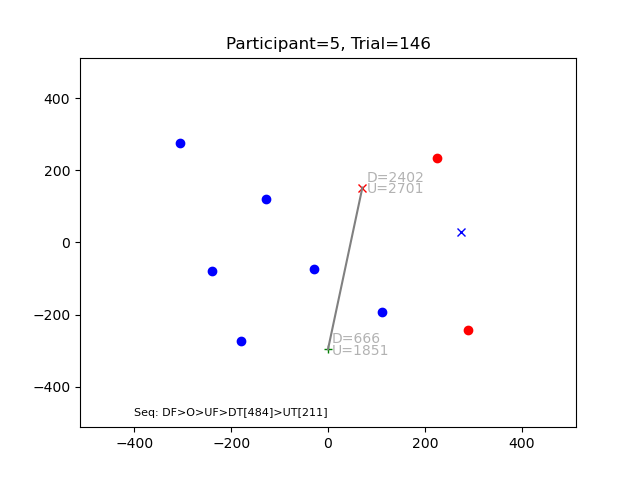 Participant=5, Trial=146
400
200
0
−200
−400
D=2402
U=2701
D=666
U=1851
Seq: DF>O>UF>DT[484]>UT[211]
−400
−200
0
200
400